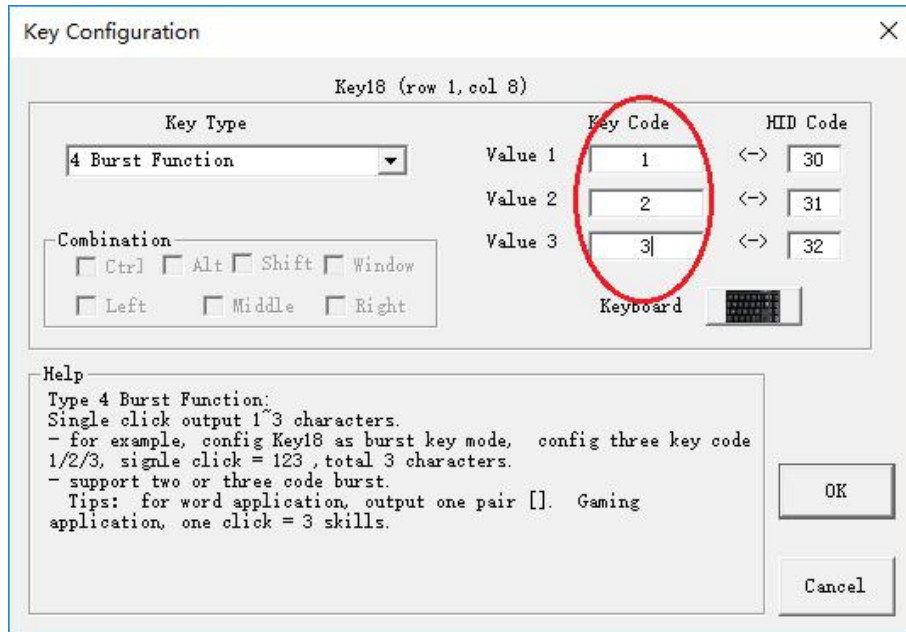 Key Configuration
Key18 (row 1, col 8)
Key Type
Key Code
HID Code
4 Burst Function
Value 1
1
<->
30
Value 2
2
<->
31
Value 3
3
<->
32
Combination
Ctrl
Alt
Shift
Window
Left
Middle
Right
Keyboard
Help
Type 4 Burst Function:
Single click output 1~3 characters.
- for example, config Key18 as burst key mode, config three key code
1/2/3, signle click = 123 ,total 3 characters.
- support two or three code burst.
Tips: for word application, output one pair []. Gaming
application, one click = 3 skills.
OK
Cancel